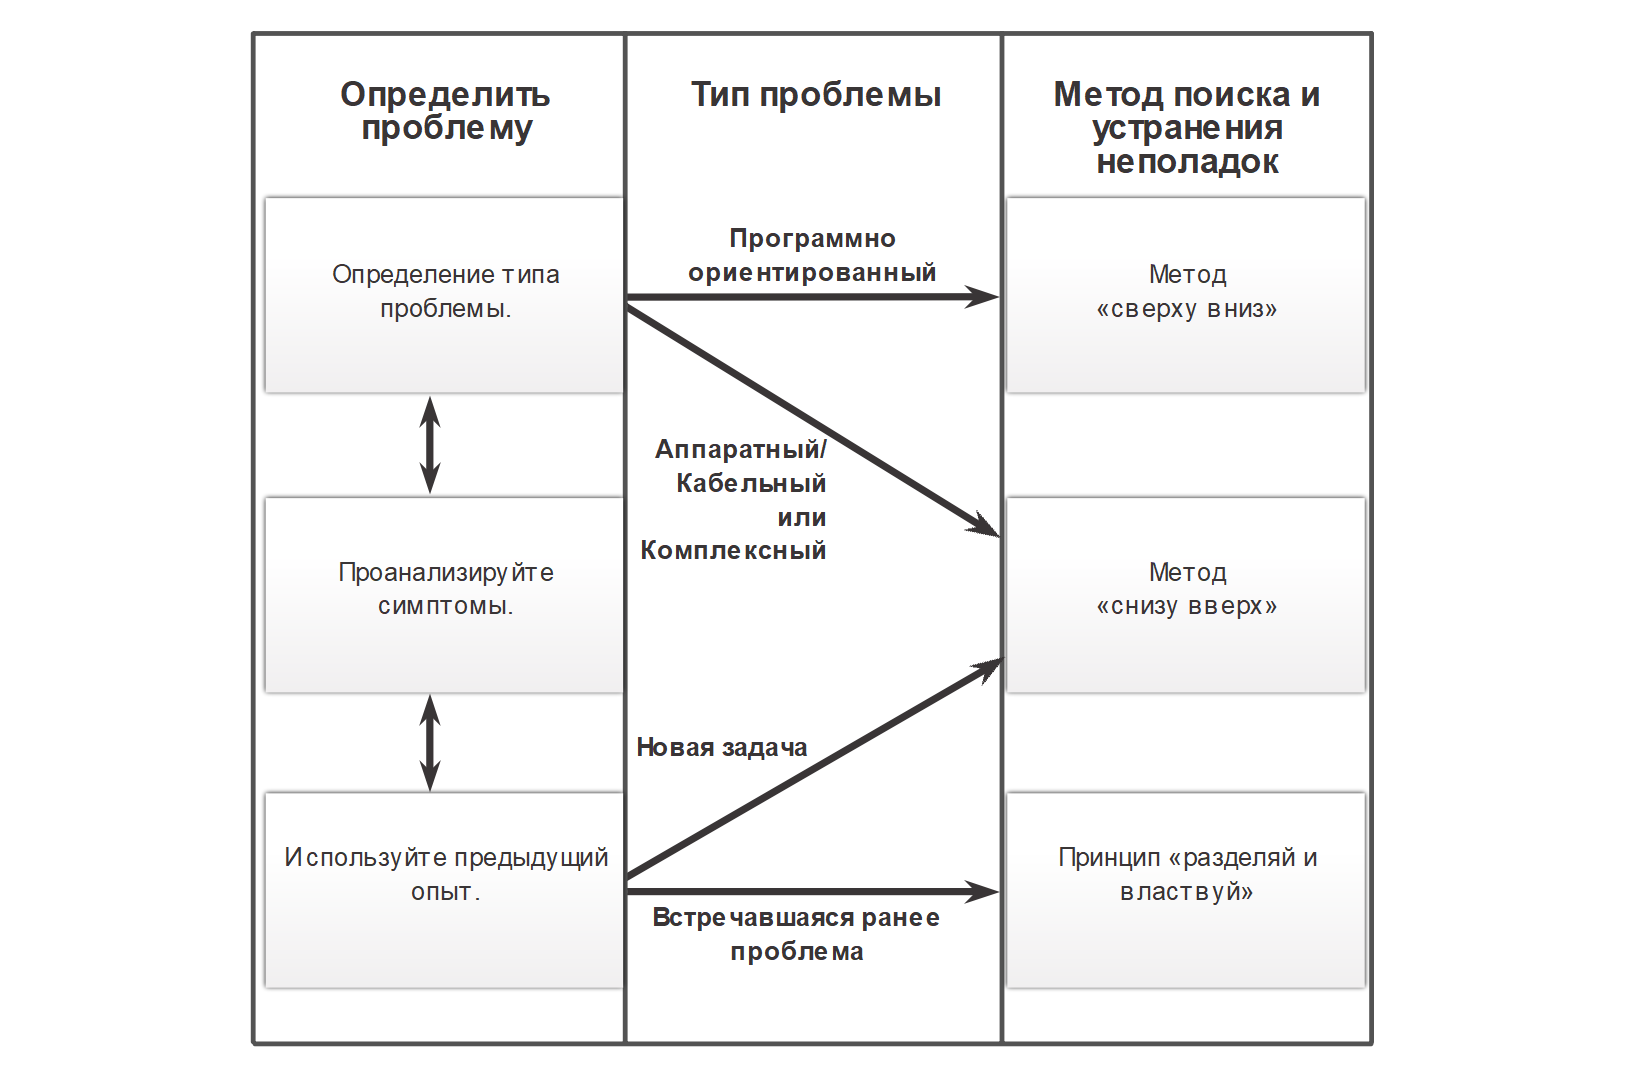 Определить
проблему
Тип проблемы
Метод поиска и
устранения
неполадок
Определение типа
проблемы.
Программно
ориентированный
Метод
«сверху вниз»
Аппаратный/
Кабельный
или
Комплексный
Проанализируйте
симптомы.
Метод
«снизу вверх»
Новая задача
Используйте предыдущий
опыт.
Встречавшаяся ранее
проблема
Принцип «разделяй и
властвуй»